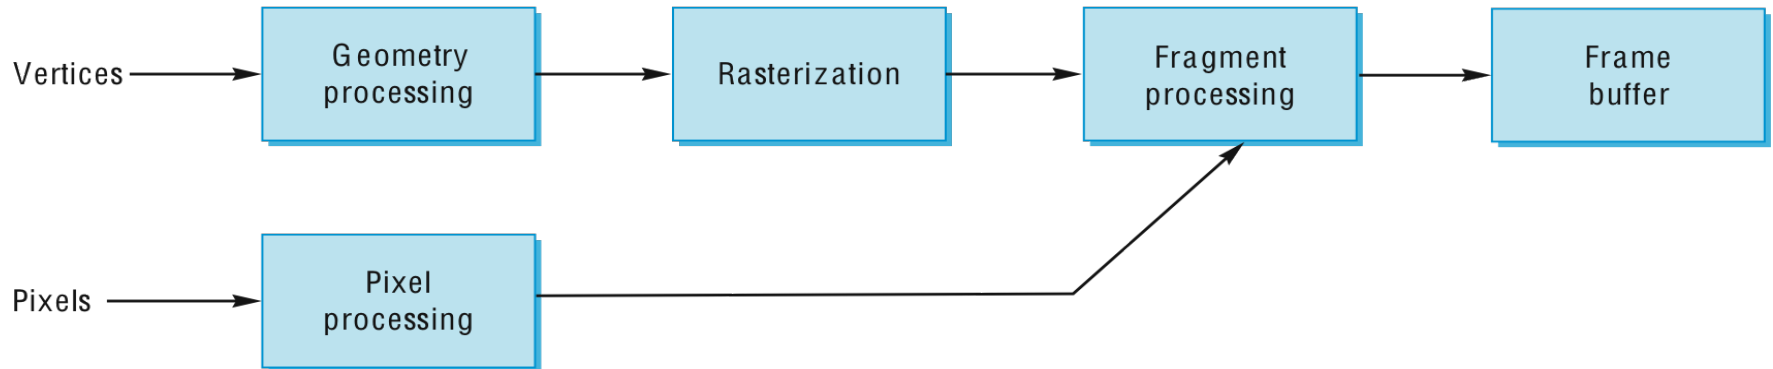 Vertices
Geometry
processing
Rasterization
Fragment
processing
Frame
buffer
Pixels
Pixel
processing